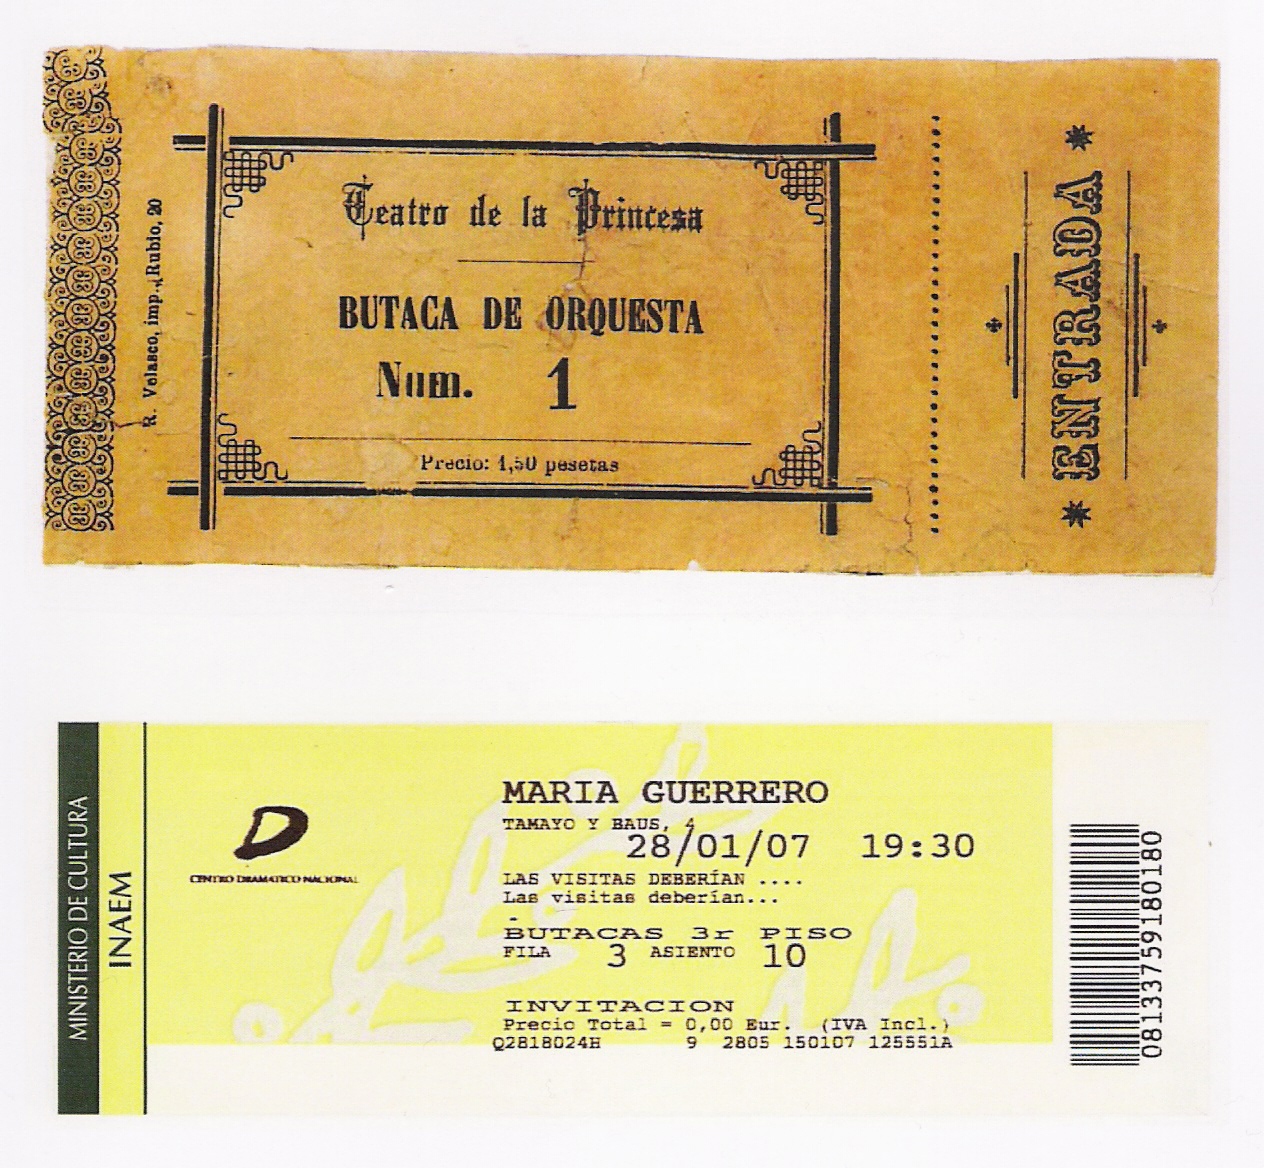 R. Velasco, imp., Rubio, 20
Teatro de la Princesa
BUTACA DE ORQUESTA
Num. 1
Precio: 1,50 pesetas
ENTRADA
MINISTERIO DE CULTURA
INAEM
D
CENTRO DRAMATICO NACIONAL
MARIA GUERRERO
TAMAYO Y BAUS, 4
28/01/07 19:30
LAS VISITAS DEBERÍAN ....
Las visitas deberían...
-
BUTACAS 3r PISO
FILA 3 ASIENTO 10
INVITACION
Precio Total = 0,00 Eur. (IVA Incl.)
Q2818024H 9 2805 150107 125551A
0813375918018​0